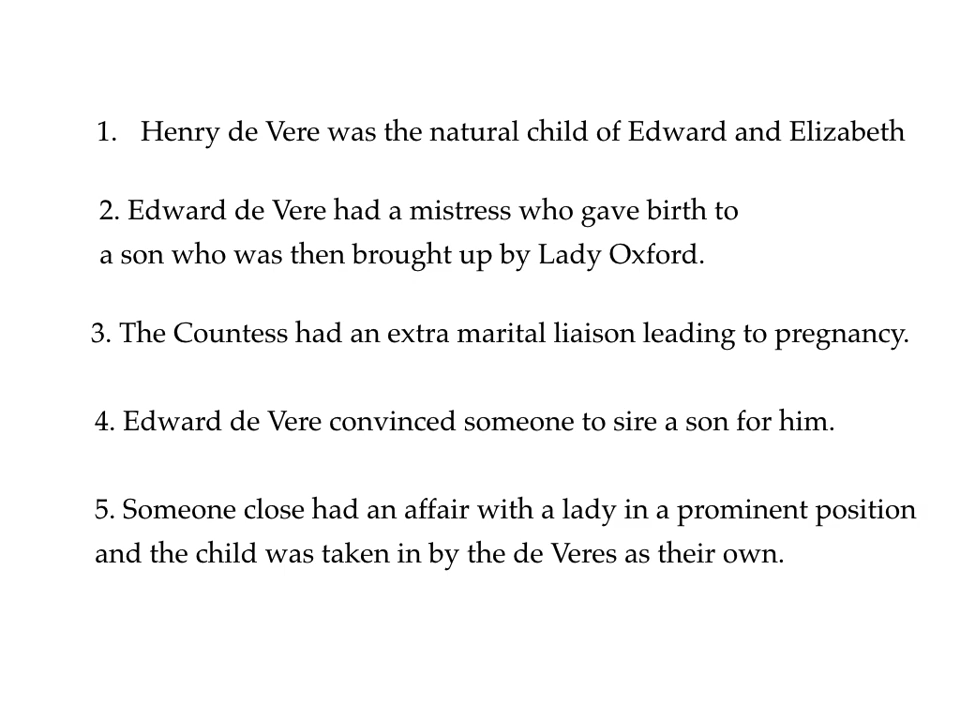 1. Henry de Vere was the natural child of Edward and Elizabeth
2. Edward de Vere had a mistress who gave birth to
a son who was then brought up by Lady Oxford.
3. The Countess had an extra marital liaison leading to pregnancy.
4. Edward de Vere convinced someone to sire a son for him.
5. Someone close had an affair with a lady in a prominent position
and the child was taken in by the de Veres as their own.